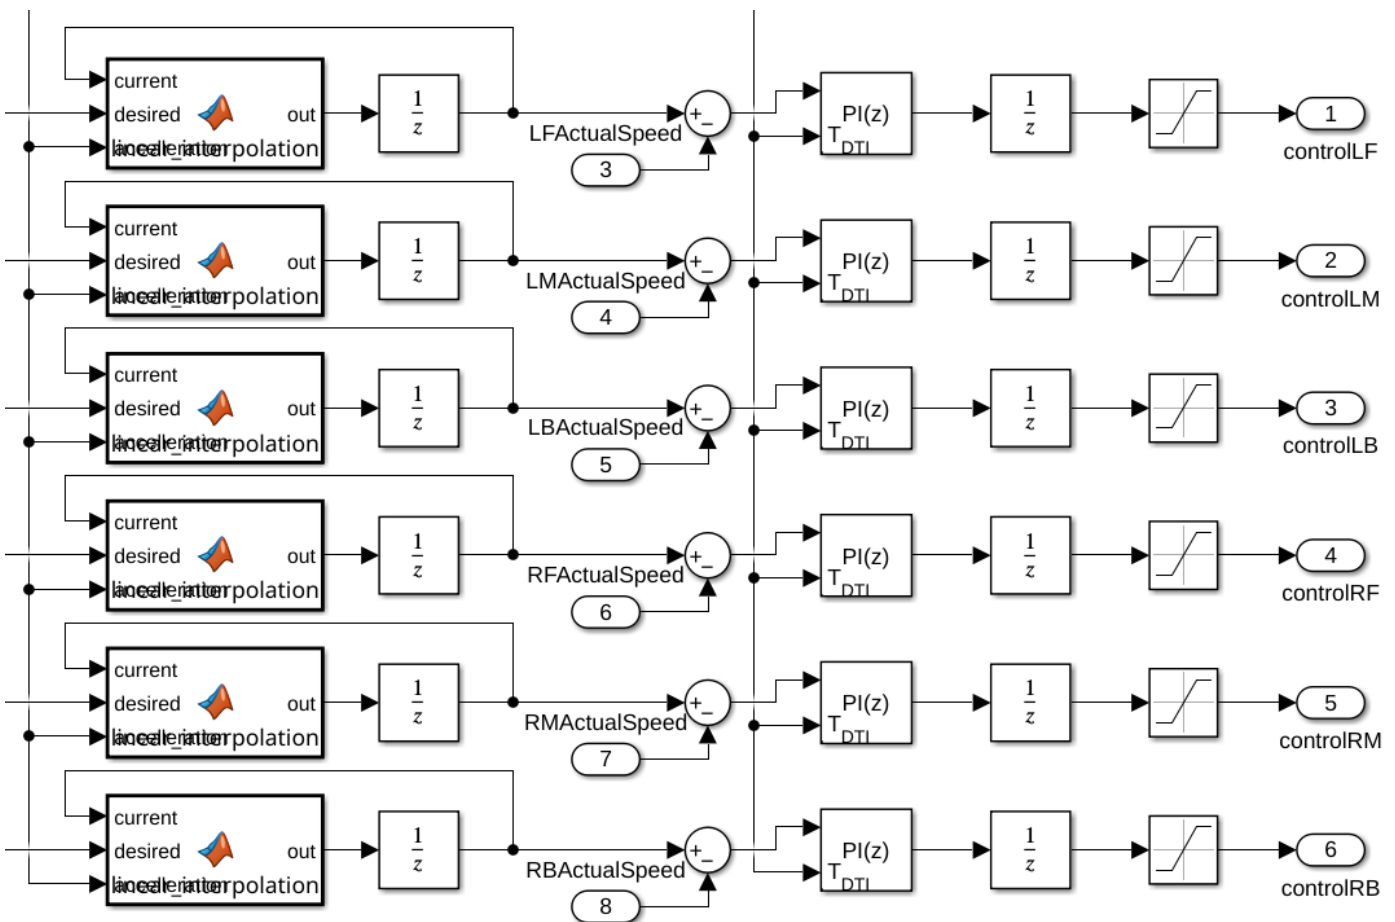 current
desired
out
1
z
LFActualSpeed
3
+
−
PI(z)
T
DTI
1
z
1
controlLF
current
desired
out
1
z
LMActualSpeed
4
+
−
PI(z)
T
DTI
1
z
2
controlLM
current
desired
out
1
z
LBActualSpeed
5
+
−
PI(z)
T
DTI
1
z
3
controlLB
current
desired
out
1
z
RFActualSpeed
6
+
−
PI(z)
T
DTI
1
z
4
controlRF
current
desired
out
1
z
RMActualSpeed
7
+
−
PI(z)
T
DTI
1
z
5
controlRM
current
desired
out
1
z
RBActualSpeed
8
+
−
PI(z)
T
DTI
1
z
6
controlRB